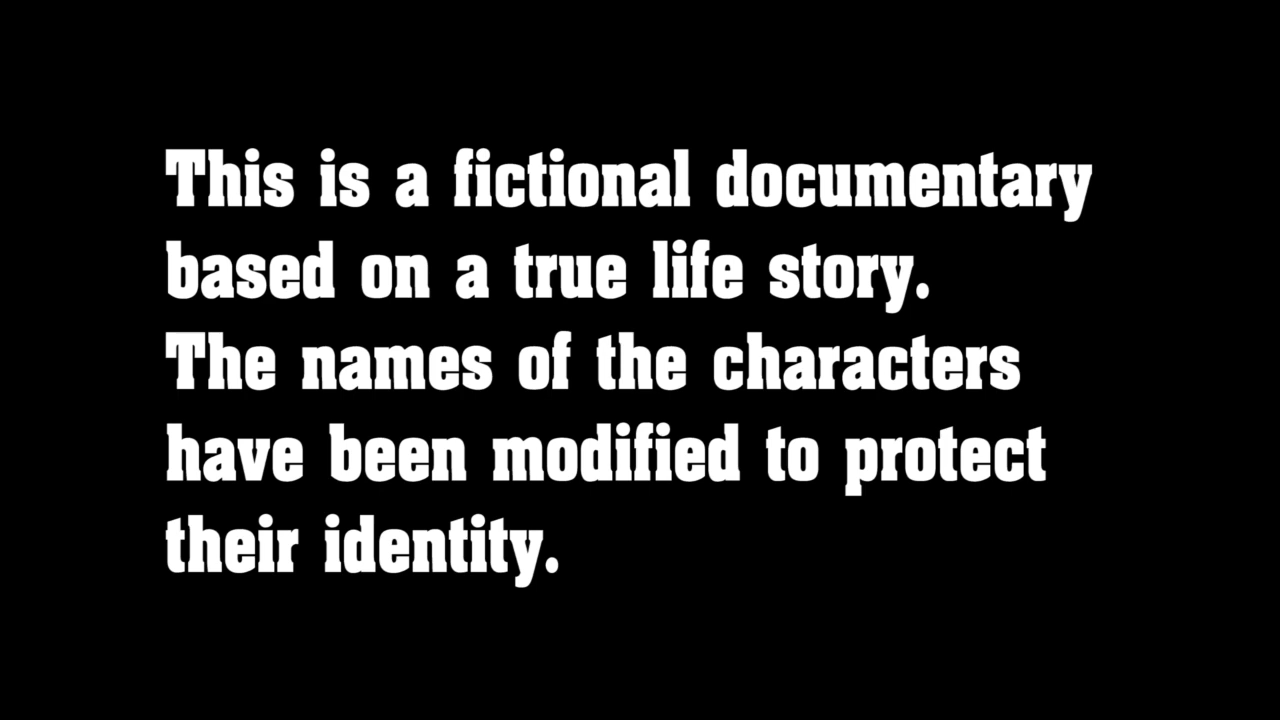 This is a fictional documentary
based on a true life story.
The names of the characters
have been modified to protect
their identity.